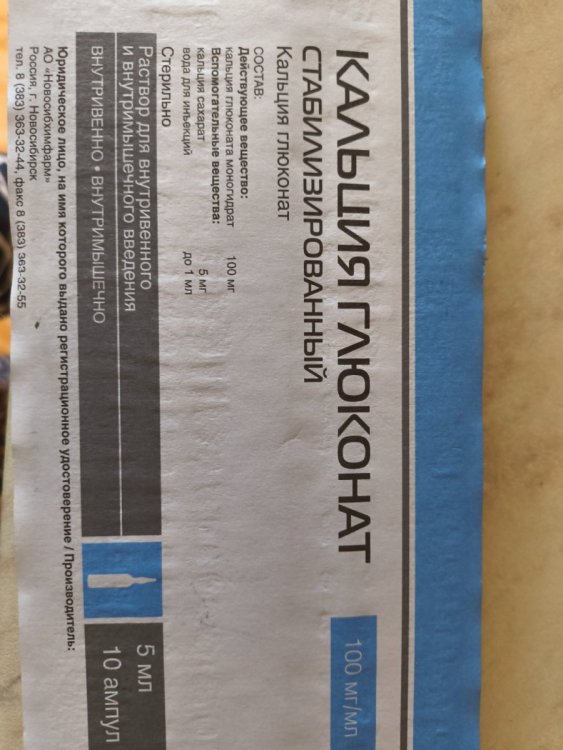 КАЛЬЦИЯ ГЛЮКОНАТ
СТАБИЛИЗИРОВАННЫЙ
Кальция глюконат
100 мг/мл
СОСТАВ:
Действующее вещество:
кальция глюконата моногидрат 100 мг
Вспомогательные вещества:
кальция сахарат 5 мг
вода для инъекций до 1 мл
Стерильно
Раствор для внутривенного
и внутримышечного введения
ВНУТРИВЕННО • ВНУТРИМЫШЕЧНО
5 мл
10 ампул
Юридическое лицо, на имя которого выдано регистрационное удостоверение / Производитель:
АО «Новосибхимфарм»
Россия, г. Новосибирск
тел. 8 (383) 363-32-44, факс 8 (383) 363-32-55